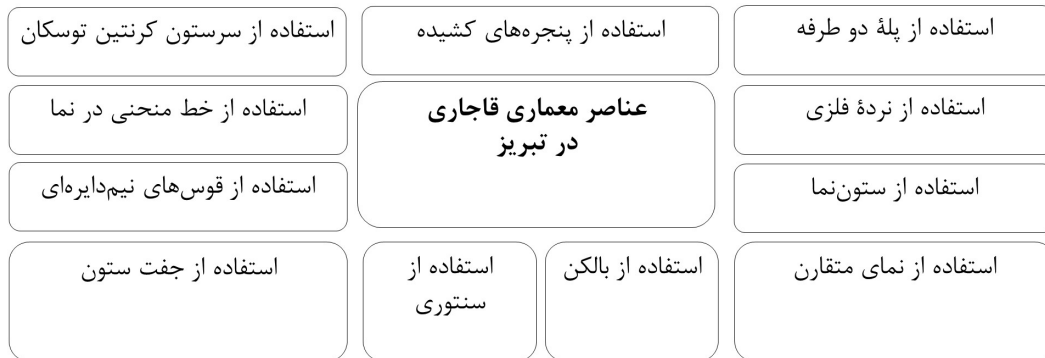 استفاده از پلهٔ دو طرفه
استفاده از پنجره‌های کشیده
استفاده از سرستون کرنتین توسکان
استفاده از نردهٔ فلزی
عناصر معماری قاجاری
در تبریز
استفاده از خط منحنی در نما
استفاده از ستون‌نما
استفاده از قوس‌های نیم‌دایره‌ای
استفاده از نمای متقارن
استفاده از بالکن
استفاده از
سنتوری
استفاده از جفت ستون